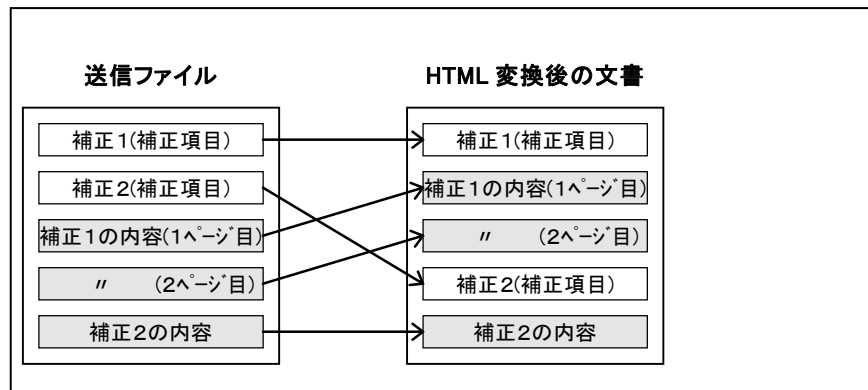 送信ファイル
補正1(補正項目)
補正2(補正項目)
補正1の内容(1ﾍﾟｰｼﾞ目)
〃　　(2ﾍﾟｰｼﾞ目)
補正2の内容
HTML 変換後の文書
補正1(補正項目)
補正1の内容(1ﾍﾟｰｼﾞ目)
〃　　(2ﾍﾟｰｼﾞ目)
補正2(補正項目)
補正2の内容